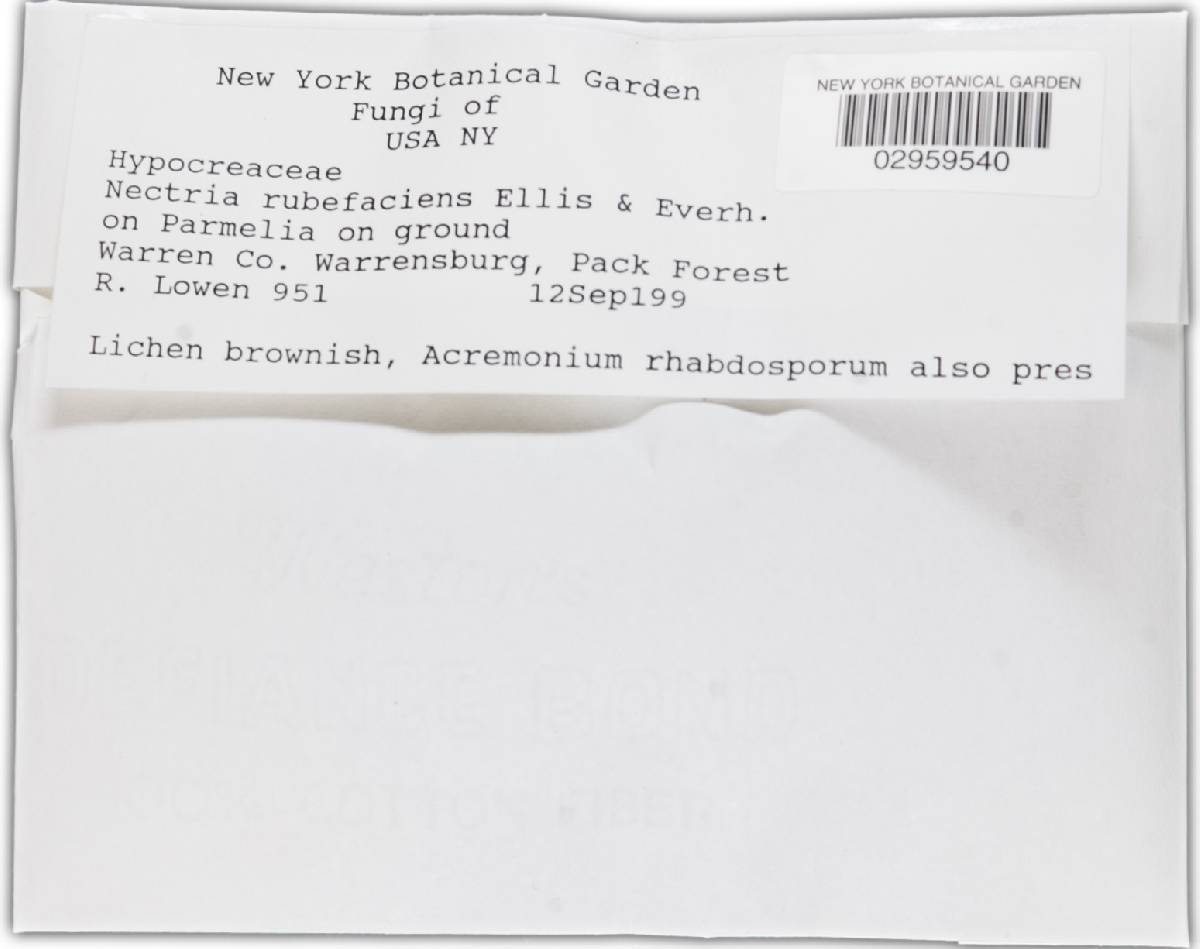 New York Botanical Garden
Fungi of
USA NY
NEW YORK BOTANICAL GARDEN
02959540
Hypocreaceae
Nectria rubefaciens Ellis & Everh.
on Parmelia on ground
Warren Co. Warrensburg, Pack Forest
R. Lowen 951 12Sep199
Lichen brownish, Acremonium rhabdosporum also pres